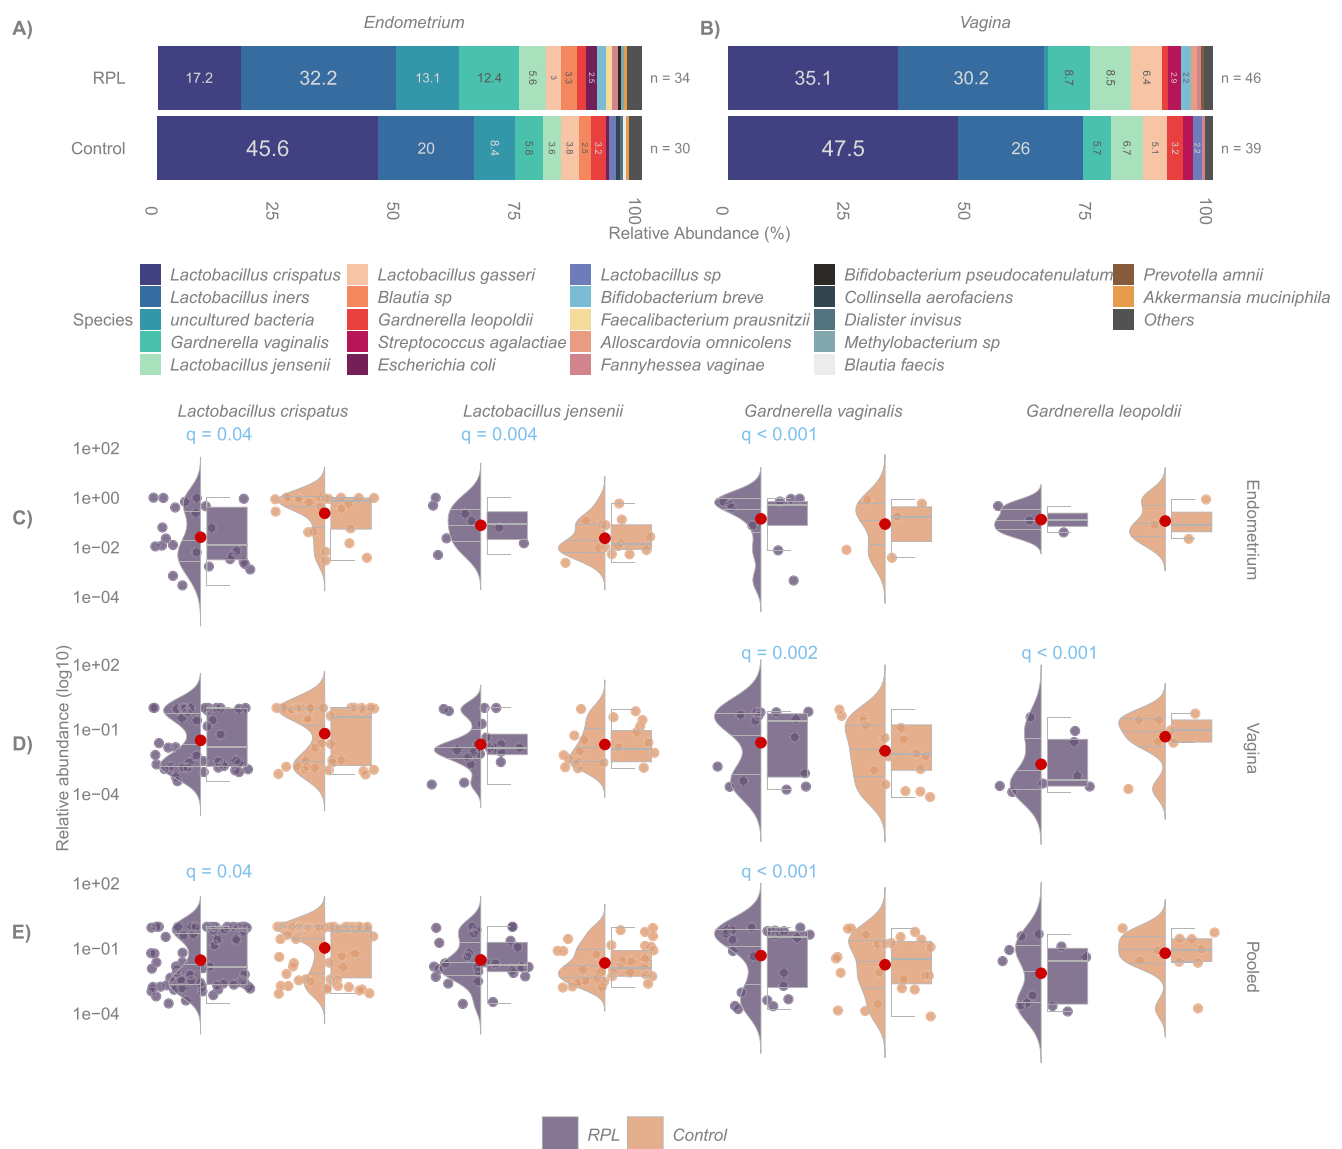 A)
Endometrium
B)
Vagina
RPL
17.2
32.2
13.1
12.4
5.6
3
3.3
2.5
n = 34
35.1
30.2
8.7
8.5
6.4
2.9
2.2
n = 46
Control
45.6
20
8.4
5.8
3.6
3.8
2.5
3.2
n = 30
47.5
26
5.7
6.7
5.1
3.2
2.2
n = 39
0 25 50 75 100
0 25 50 75 100
Relative Abundance (%)
Species
Lactobacillus crispatus
Lactobacillus iners
uncultured bacteria
Gardnerella vaginalis
Lactobacillus jensenii
Lactobacillus gasseri
Blautia sp
Gardnerella leopoldii
Streptococcus agalactiae
Escherichia coli
Lactobacillus sp
Bifidobacterium breve
Faecalibacterium prausnitzii
Alloscardovia omnicolens
Fannyhessea vaginae
Bifidobacterium pseudocatenulatum
Collinsella aerofaciens
Dialister invisus
Methylobacterium sp
Blautia faecis
Prevotella amnii
Akkermansia muciniphila
Others
Lactobacillus crispatus
Lactobacillus jensenii
Gardnerella vaginalis
Gardnerella leopoldii
Relative abundance (log10)
C)
q = 0.04
q = 0.004
q < 0.001
1e+02
1e+00
1e−02
1e−04
Endometrium
D)
q = 0.002
q < 0.001
1e+02
1e−01
1e−04
Vagina
E)
q = 0.04
q < 0.001
1e+02
1e−01
1e−04
Pooled
RPL
Control